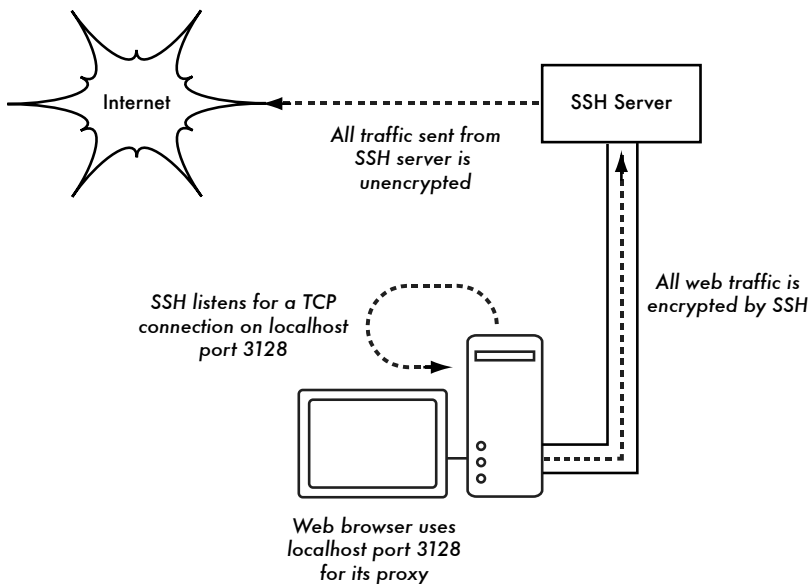 Internet
SSH Server
All traffic sent from
SSH server is
unencrypted
All web traffic is
encrypted by SSH
SSH listens for a TCP
connection on localhost
port 3128
Web browser uses
localhost port 3128
for its proxy